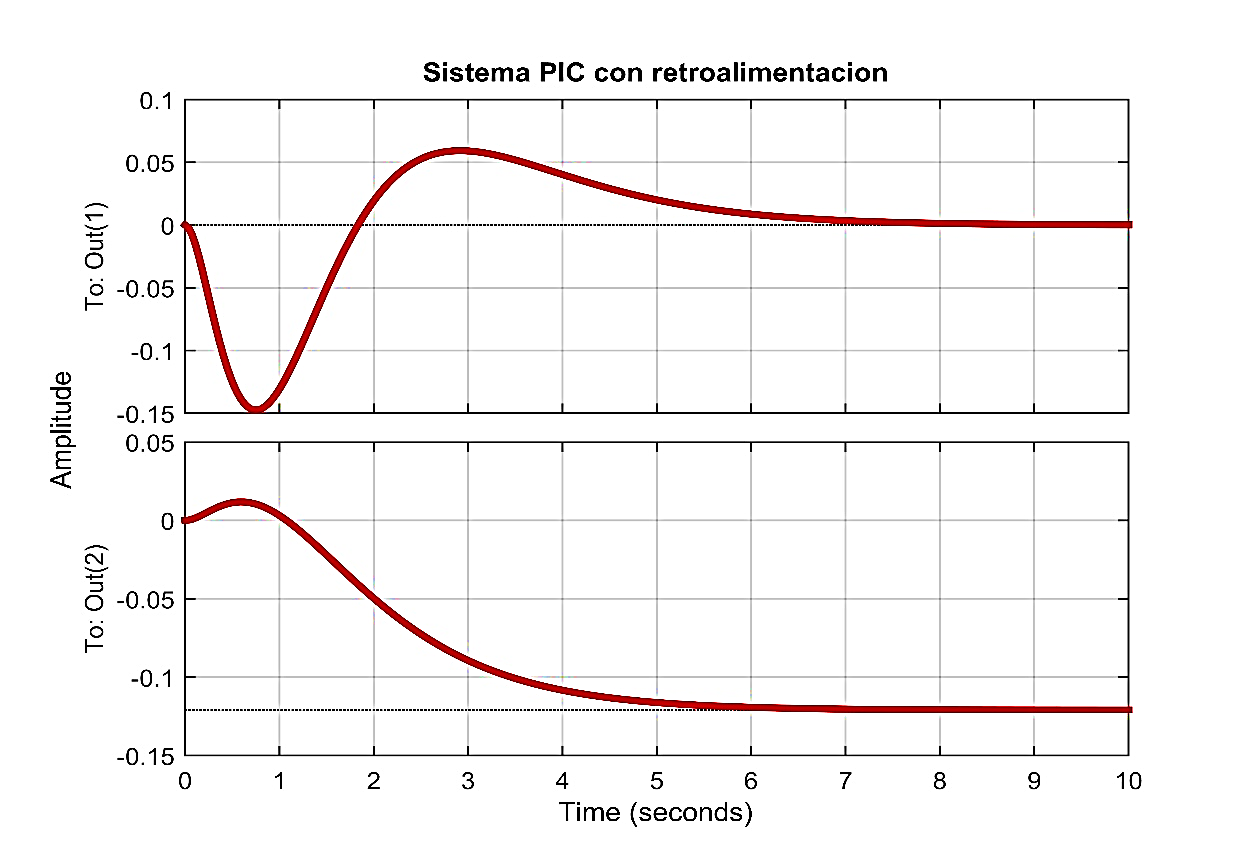 Sistema PIC con retroalimentacion
0.1
0.05
0
-0.05
-0.1
-0.15
To: Out(1)
Amplitude
0.05
0
-0.05
-0.1
-0.15
To: Out(2)
0 1 2 3 4 5 6 7 8 9 10
Time (seconds)